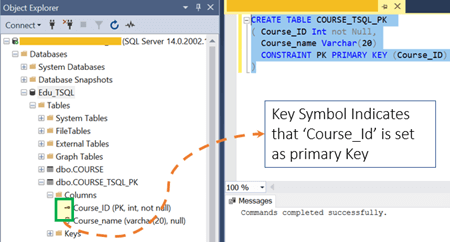 Object Explorer
Connect
(SQL Server 14.0.2002.1
Databases
System Databases
Database Snapshots
Edu_TSQL
Tables
System Tables
FileTables
External Tables
Graph Tables
dbo.COURSE
dbo.COURSE_TSQL_PK
Columns
Course_ID (PK, int, not null)
Course_name (varchar(20), null)
Keys
CREATE TABLE COURSE_TSQL_PK
( Course_ID Int not Null,
Course_name Varchar(20)
CONSTRAINT PK PRIMARY KEY (Course_ID)
)
Key Symbol Indicates
that ‘Course_Id’ is set
as primary Key
100 %
Messages
Commands completed successfully.